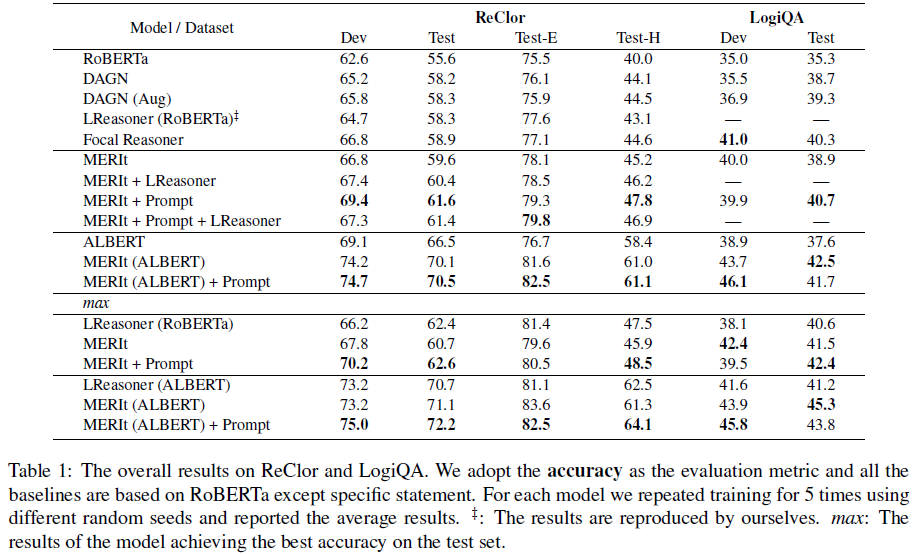 Model / Dataset ReClor LogiQA
Dev Test Test-E Test-H Dev Test
RoBERTa 62.6 55.6 75.5 40.0 35.0 35.3
DAGN 65.2 58.2 76.1 44.1 35.5 38.7
DAGN (Aug) 65.8 58.3 75.9 44.5 36.9 39.3
LReasoner (RoBERTa)‡ 64.7 58.3 77.6 43.1 — —
Focal Reasoner 66.8 58.9 77.1 44.6 41.0 40.3
MERIt 66.8 59.6 78.1 45.2 40.0 38.9
MERIt + LReasoner 67.4 60.4 78.5 46.2 — —
MERIt + Prompt 69.4 61.6 79.3 47.8 39.9 40.7
MERIt + Prompt + LReasoner 67.3 61.4 79.8 46.9 — —
ALBERT 69.1 66.5 76.7 58.4 38.9 37.6
MERIt (ALBERT) 74.2 70.1 81.6 61.0 43.7 42.5
MERIt (ALBERT) + Prompt 74.7 70.5 82.5 61.1 46.1 41.7
max
LReasoner (RoBERTa) 66.2 62.4 81.4 47.5 38.1 40.6
MERIt 67.8 60.7 79.6 45.9 42.4 41.5
MERIt + Prompt 70.2 62.6 80.5 48.5 39.5 42.4
LReasoner (ALBERT) 73.2 70.7 81.1 62.5 41.6 41.2
MERIt (ALBERT) 73.2 71.1 83.6 61.3 43.9 45.3
MERIt (ALBERT) + Prompt 75.0 72.2 82.5 64.1 45.8 43.8
Table 1: The overall results on ReClor and LogiQA. We adopt the accuracy as the evaluation metric and all the
baselines are based on RoBERTa except specific statement. For each model we repeated training for 5 times using
different random seeds and reported the average results. ‡: The results are reproduced by ourselves. max: The
results of the model achieving the best accuracy on the test set.